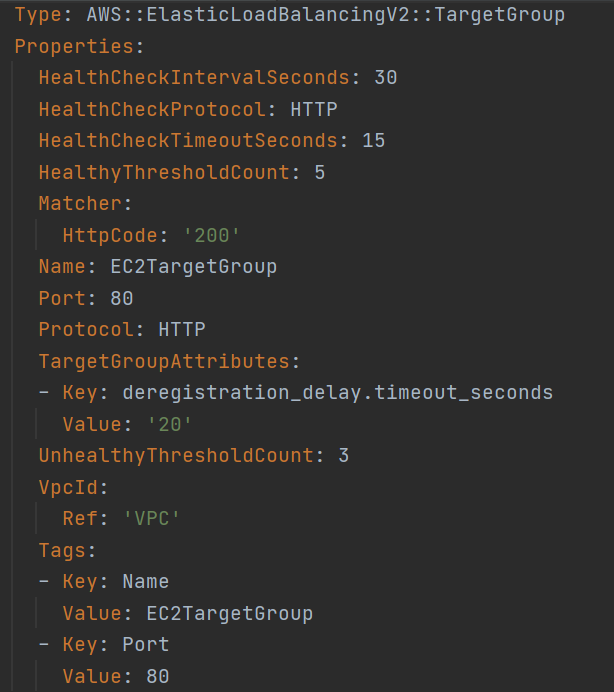 Type: AWS::ElasticLoadBalancingV2::TargetGroup
Properties:
  HealthCheckIntervalSeconds: 30
  HealthCheckProtocol: HTTP
  HealthCheckTimeoutSeconds: 15
  HealthyThresholdCount: 5
  Matcher:
    HttpCode: '200'
  Name: EC2TargetGroup
  Port: 80
  Protocol: HTTP
  TargetGroupAttributes:
  - Key: deregistration_delay.timeout_seconds
    Value: '20'
  UnhealthyThresholdCount: 3
  VpcId:
    Ref: 'VPC'
  Tags:
  - Key: Name
    Value: EC2TargetGroup
  - Key: Port
    Value: 80